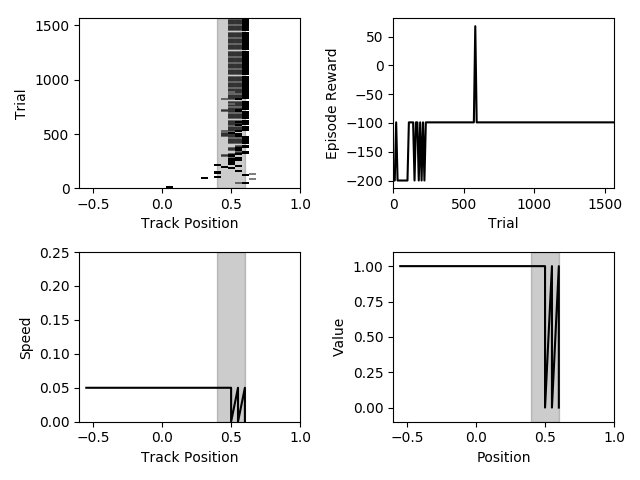 1500
1000
500
0
Trial
−0.5 0.0 0.5 1.0
Track Position
50
0
−50
−100
−150
−200
Episode Reward
0 500 1000 1500
Trial
0.25
0.20
0.15
0.10
0.05
0.00
Speed
−0.5 0.0 0.5 1.0
Track Position
1.00
0.75
0.50
0.25
0.00
Value
−0.5 0.0 0.5 1.0
Position